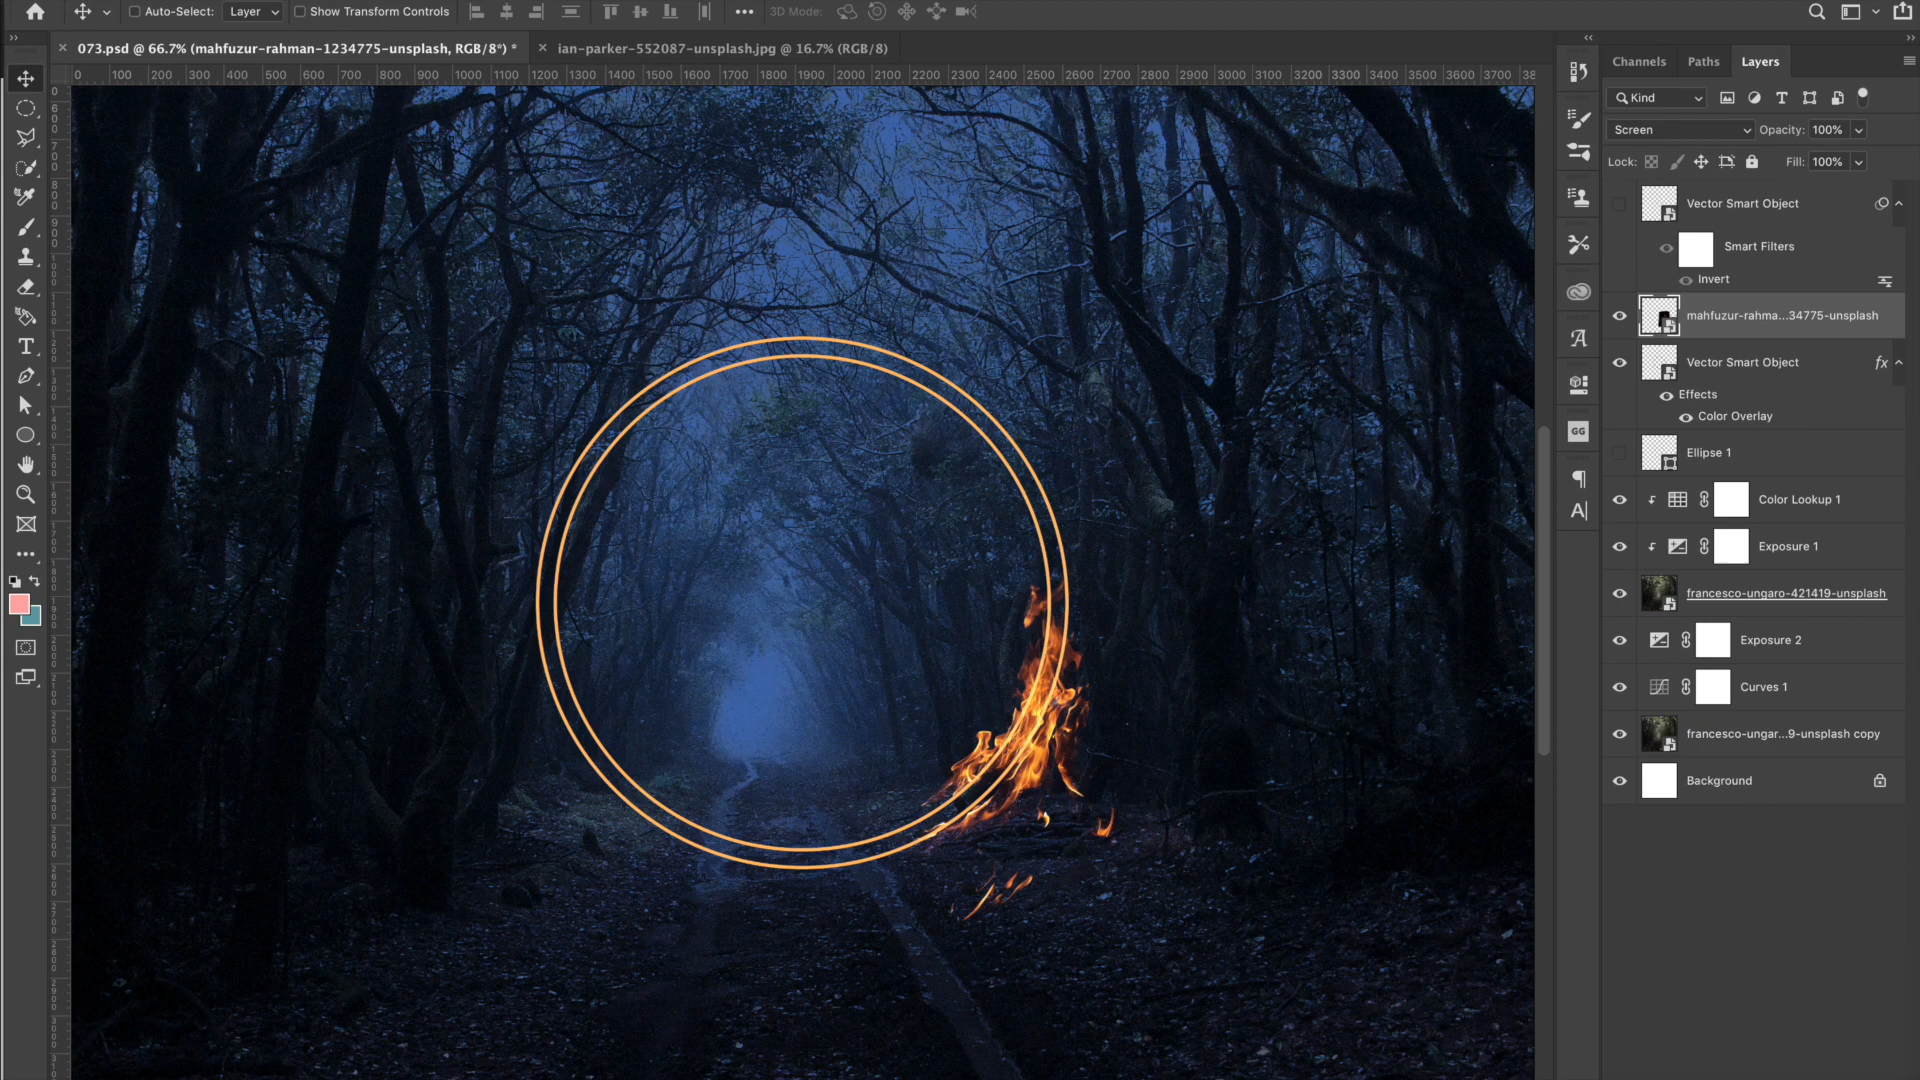 Auto-Select: Layer Show Transform Controls 3D Mode:
073.psd @ 66.7% (mahfuzur-rahman-1234775-unsplash, RGB/8*) *
ian-parker-552087-unsplash.jpg @ 16.7% (RGB/8)
0 100 200 300 400 500 600 700 800 900 1000 1100 1200 1300 1400 1500 1600 1700 1800 1900 2000 2100 2200 2300 2400 2500 2600 2700 2800 2900 3000 3100 3200 3300 3400 3500 3600 3700 38
Channels Paths Layers
Kind
Screen Opacity: 100%
Lock: Fill: 100%
Vector Smart Object
Smart Filters
Invert
mahfuzur-rahma...34775-unsplash
Vector Smart Object fx
Effects
Color Overlay
GG
Ellipse 1
Color Lookup 1
Exposure 1
francesco-ungaro-421419-unsplash
Exposure 2
Curves 1
francesco-ungar...9-unsplash copy
Background